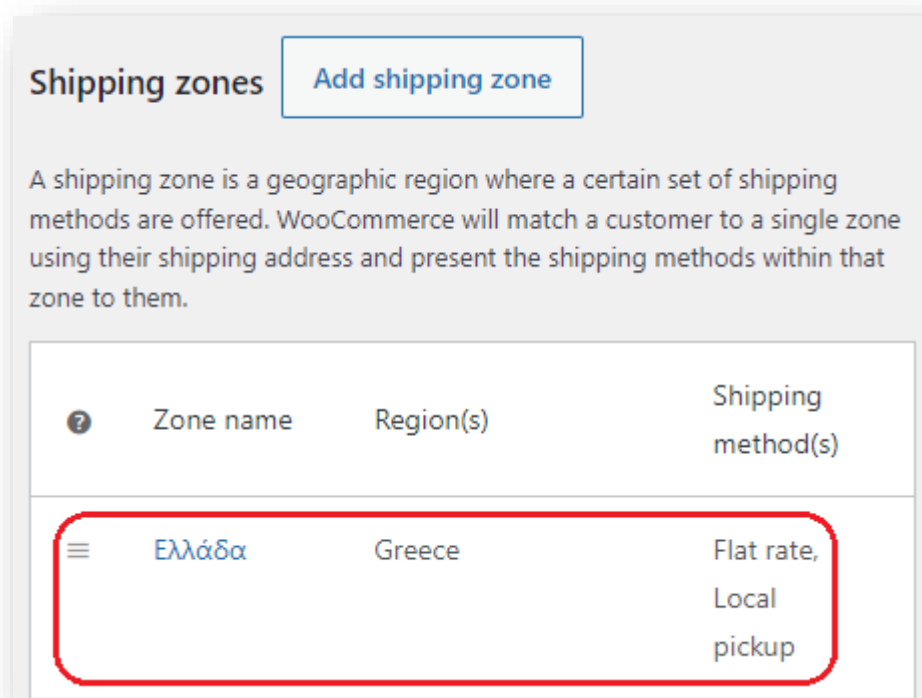 Shipping zones Add shipping zone
A shipping zone is a geographic region where a certain set of shipping
methods are offered. WooCommerce will match a customer to a single zone
using their shipping address and present the shipping methods within that
zone to them.
Zone name Region(s) Shipping method(s)
Ελλάδα Greece Flat rate,
Local
pickup